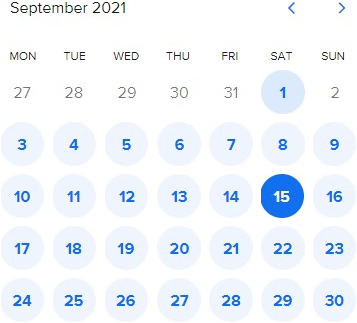 September 2021
MON TUE WED THU FRI SAT SUN
27 28 29 30 31 1 2
3 4 5 6 7 8 9
10 11 12 13 14 15 16
17 18 19 20 21 22 23
24 25 26 27 28 29 30